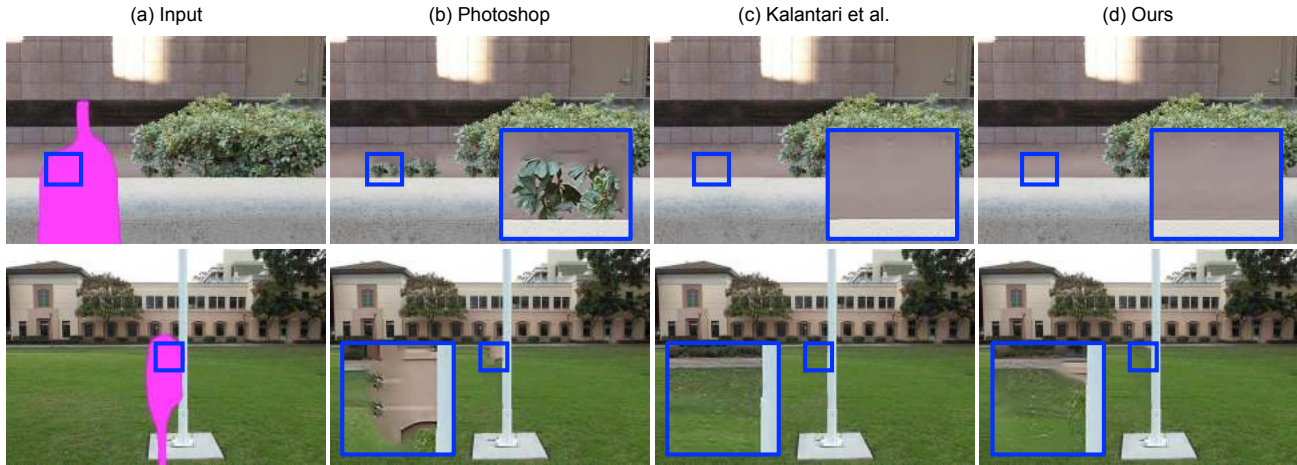 (a) Input
(b) Photoshop
(c) Kalantari et al.
(d) Ours